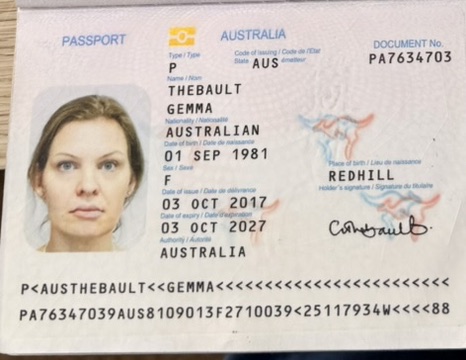 PASSPORT
AUSTRALIA
Type / Type
P
Code of issuing / Code de l'État
State AUS émetteur
DOCUMENT No.
PA7634703
Name / Nom
THEBAULT
GEMMA
Nationality / Nationalité
AUSTRALIAN
Date of birth / Date de naissance
01 SEP 1981
Sex / Sexe
F
Place of birth / Lieu de naissance
REDHILL
Date of issue / Date de délivrance
03 OCT 2017
Holder's signature / Signature du titulaire
Date of expiry / Date d'expiration
03 OCT 2027
Authority / Autorité
AUSTRALIA
P<AUSTHEBAULT<<GEMMA<<<<<<<<<<<<<<<<<<<<<<<<
PA76347039AUS8109013F2710039<25117934W<<<<88